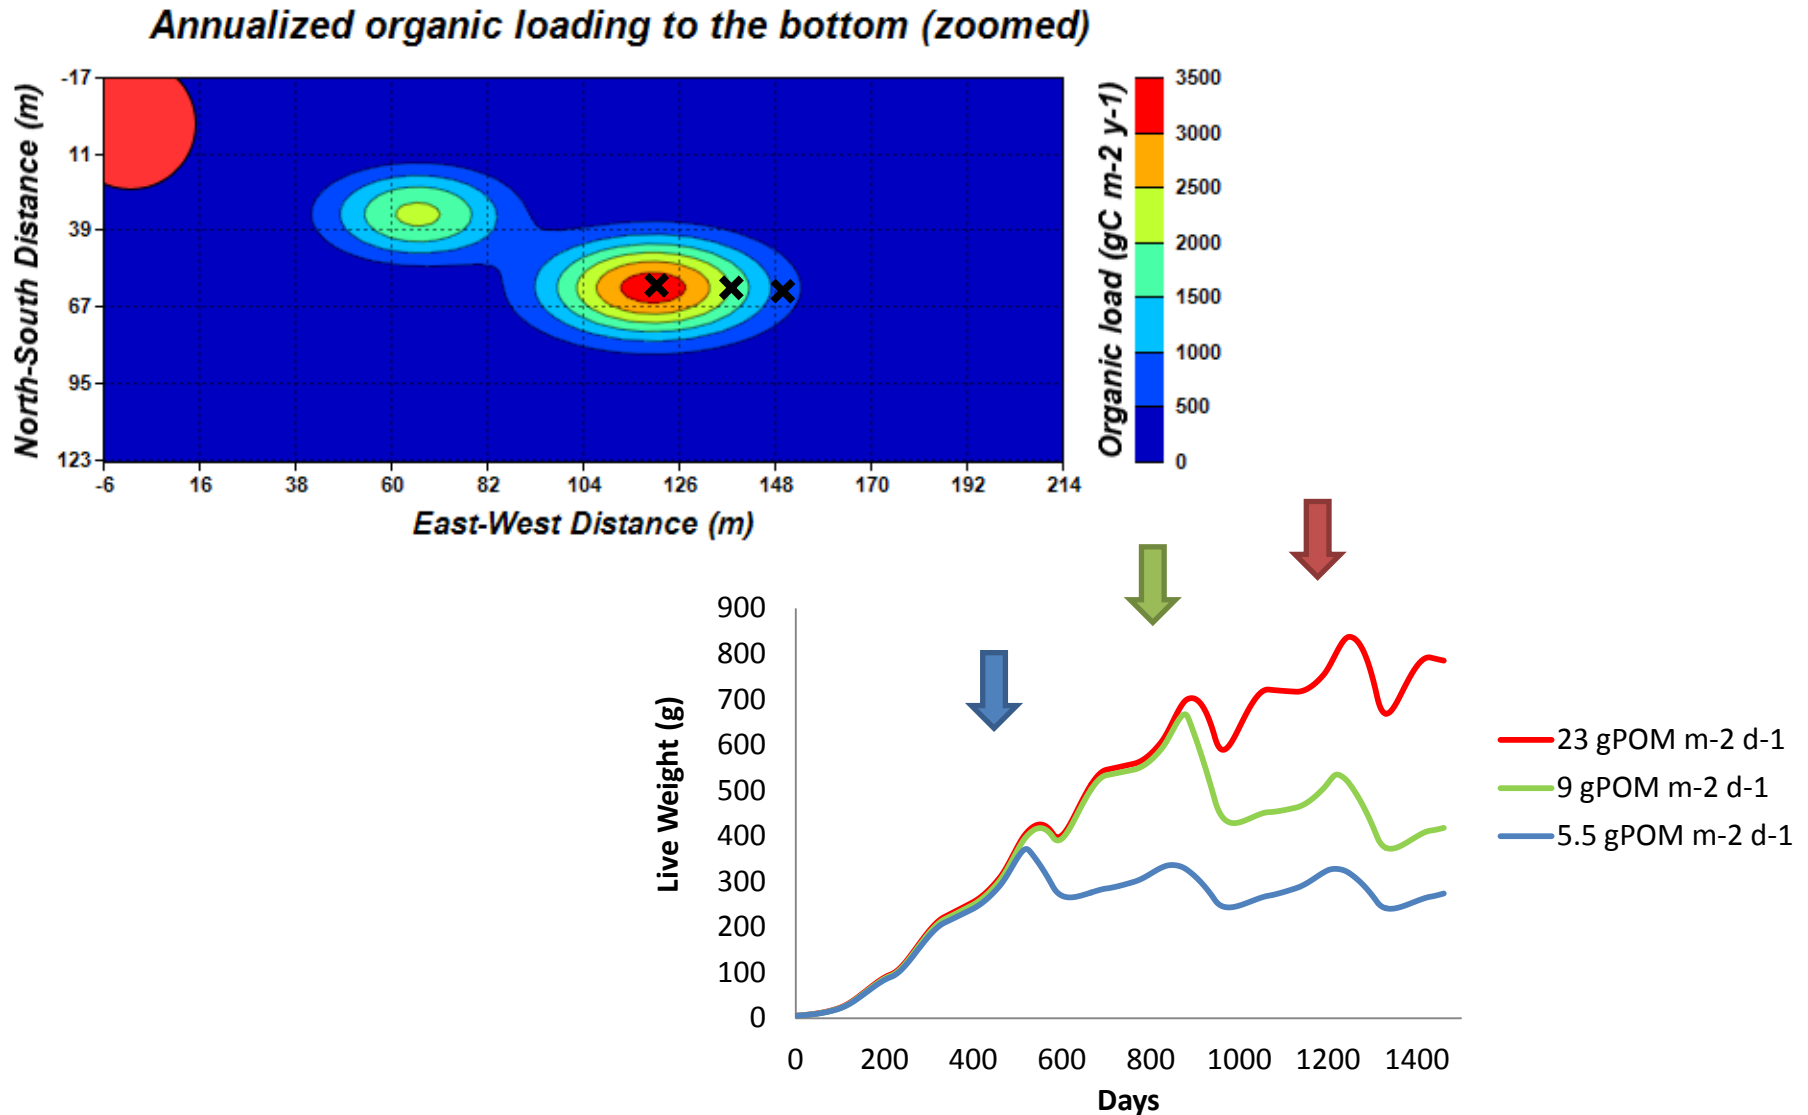 Annualized organic loading to the bottom (zoomed)
North-South Distance (m)
-17
11
39
67
95
123
-6 16 38 60 82 104 126 148 170 192 214
East-West Distance (m)
Organic load (gC m-2 y-1)
3500
3000
2500
2000
1500
1000
500
0
Live Weight (g)
900
800
700
600
500
400
300
200
100
0
0 200 400 600 800 1000 1200 1400
Days
23 gPOM m-2 d-1
9 gPOM m-2 d-1
5.5 gPOM m-2 d-1